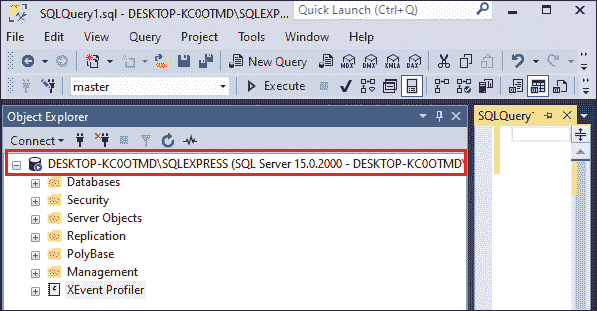 SQLQuery1.sql - DESKTOP-KC0OTMD\SQLEXP...
Quick Launch (Ctrl+Q)
File Edit View Query Project Tools Window Help
New Query MDX DMX XMLA DAX
master Execute
Object Explorer
SQLQuery1
Connect
DESKTOP-KC0OTMD\SQLEXPRESS (SQL Server 15.0.2000 - DESKTOP-KC0OTMD\
Databases
Security
Server Objects
Replication
PolyBase
Management
XEvent Profiler